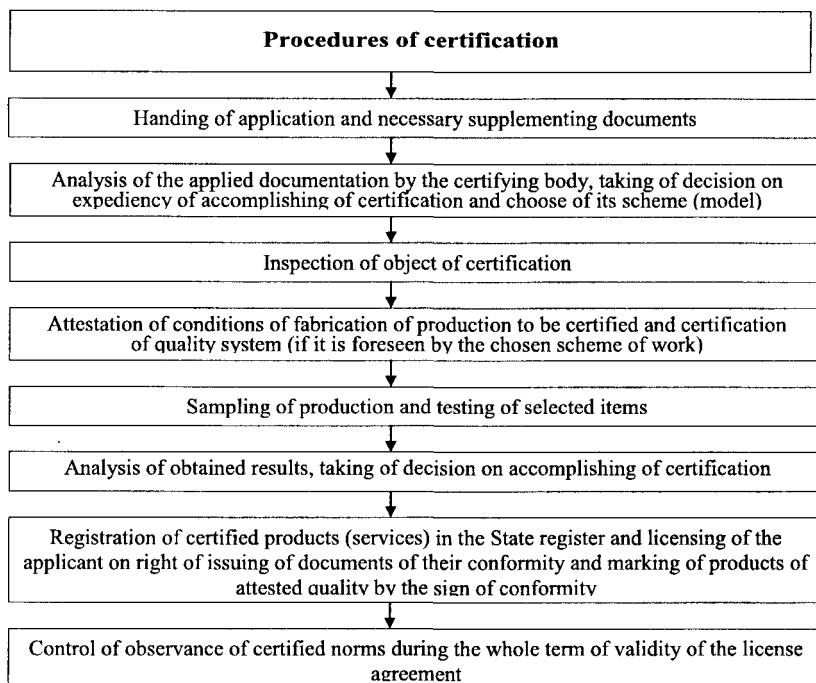 Procedures of certification
Handing of application and necessary supplementing documents
Analysis of the applied documentation by the certifying body, taking of decision on
expediency of accomplishing of certification and choose of its scheme (model)
Inspection of object of certification
Attestation of conditions of fabrication of production to be certified and certification
of quality system (if it is foreseen by the chosen scheme of work)
Sampling of production and testing of selected items
Analysis of obtained results, taking of decision on accomplishing of certification
Registration of certified products (services) in the State register and licensing of the
applicant on right of issuing of documents of their conformity and marking of products of
attested quality by the sign of conformity
Control of observance of certified norms during the whole term of validity of the license
agreement